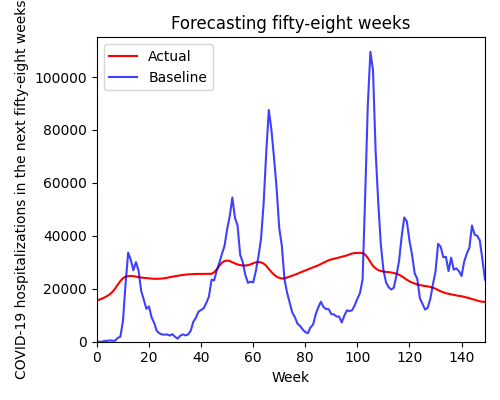 Forecasting fifty-eight weeks
COVID-19 hospitalizations in the next fifty-eight weeks
Actual
Baseline
100000
80000
60000
40000
20000
0
0 20 40 60 80 100 120 140
Week